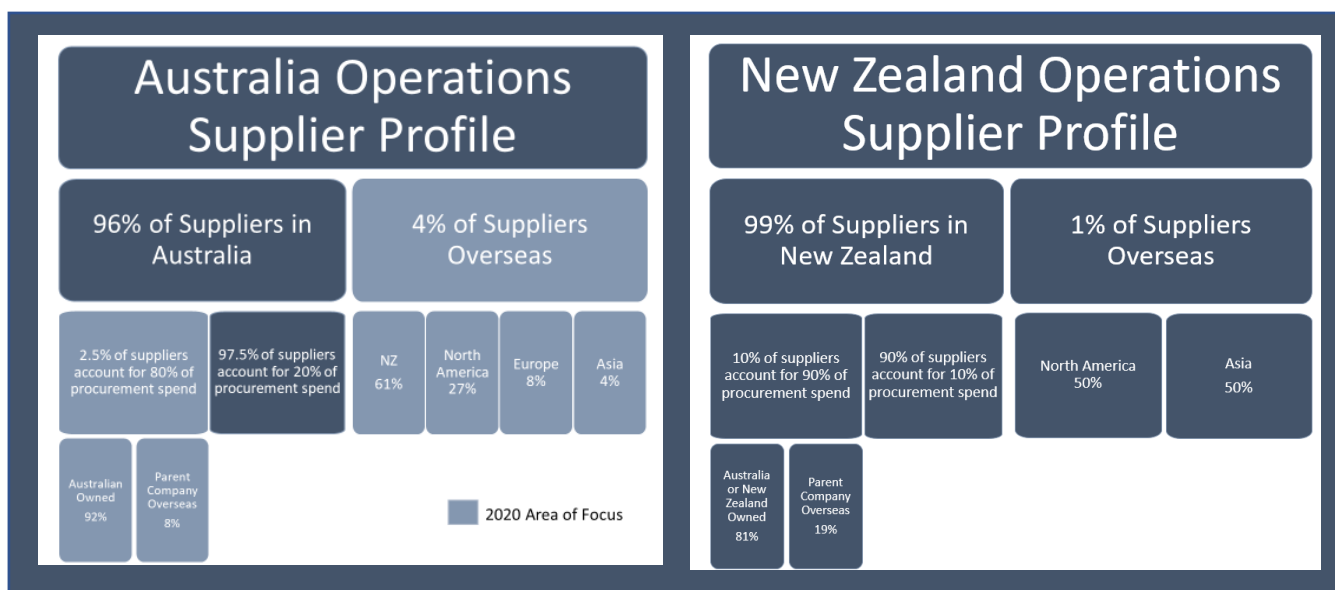 Australia Operations
Supplier Profile
96% of Suppliers in
Australia
4% of Suppliers
Overseas
2.5% of suppliers
account for 80% of
procurement spend
97.5% of suppliers
account for 20% of
procurement spend
NZ
61%
North
America
27%
Europe
8%
Asia
4%
Australian
Owned
92%
Parent
Company
Overseas
8%
2020 Area of Focus
New Zealand Operations
Supplier Profile
99% of Suppliers in
New Zealand
1% of Suppliers
Overseas
10% of suppliers
account for 90% of
procurement spend
90% of suppliers
account for 10% of
procurement spend
North America
50%
Asia
50%
Australia
or New
Zealand
Owned
81%
Parent
Company
Overseas
19%